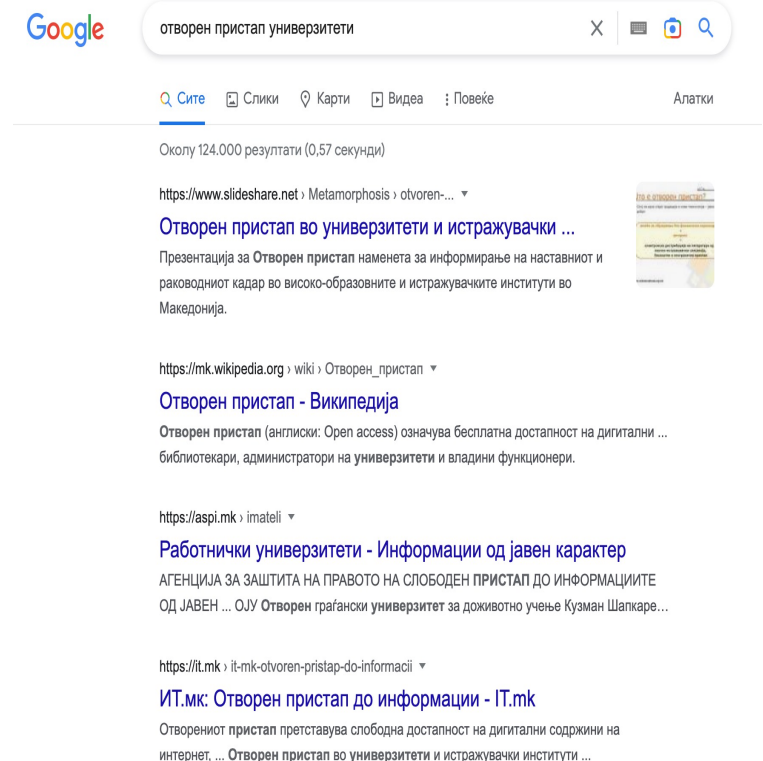 Google
отворен пристап универзитети
Сите Слики Карти Видеа Повеќе Алатки
Околу 124.000 резултати (0,57 секунди)
https://www.slideshare.net › Metamorphosis › otvoren-...
Отворен пристап во универзитети и истражувачки ...
Презентација за Отворен пристап наменета за информирање на наставниот и
раководниот кадар во високо-образовните и истражувачките институти во
Македонија.
https://mk.wikipedia.org › wiki › Отворен_пристап
Отворен пристап - Википедија
Отворен пристап (англиски: Open access) означува бесплатна достапност на дигитални ...
библиотекари, администратори на универзитети и владини функционери.
https://aspi.mk › imateli
Работнички универзитети - Информации од јавен карактер
АГЕНЦИЈА ЗА ЗАШТИТА НА ПРАВОТО НА СЛОБОДЕН ПРИСТАП ДО ИНФОРМАЦИИТЕ
ОД ЈАВЕН ... ОЈУ Отворен граѓански универзитет за доживотно учење Кузман Шапкаре...
https://it.mk › it-mk-otvoren-pristap-do-informacii
ИТ.мк: Отворен пристап до информации - IT.mk
Отворениот пристап претставува слободна достапност на дигитални содржини на
интернет, ... Отворен пристап во универзитети и истражувачки институти ...